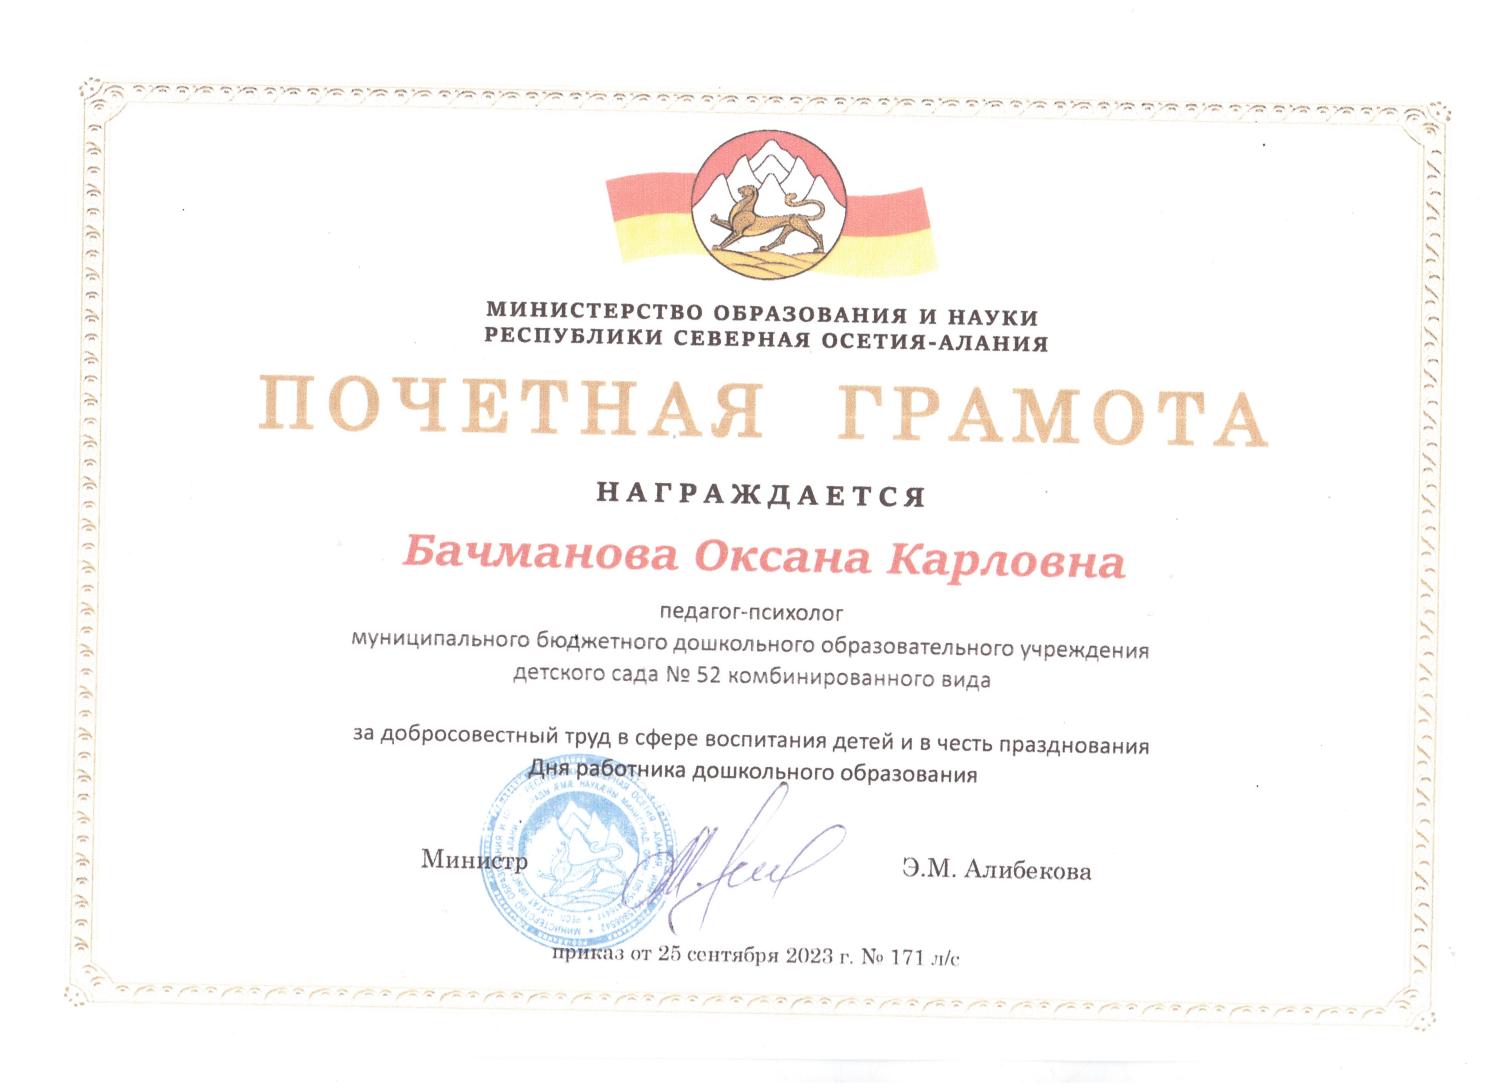 МИНИСТЕРСТВО ОБРАЗОВАНИЯ И НАУКИ
РЕСПУБЛИКИ СЕВЕРНАЯ ОСЕТИЯ-АЛАНИЯ
ПОЧЕТНАЯ ГРАМОТА
НАГРАЖДАЕТСЯ
Бачманова Оксана Карловна
педагог-психолог
муниципального бюджетного дошкольного образовательного учреждения
детского сада № 52 комбинированного вида
за добросовестный труд в сфере воспитания детей и в честь празднования
Дня работника дошкольного образования
Министр
Э.М. Алибекова
приказ от 25 сентября 2023 г. № 171 л/с